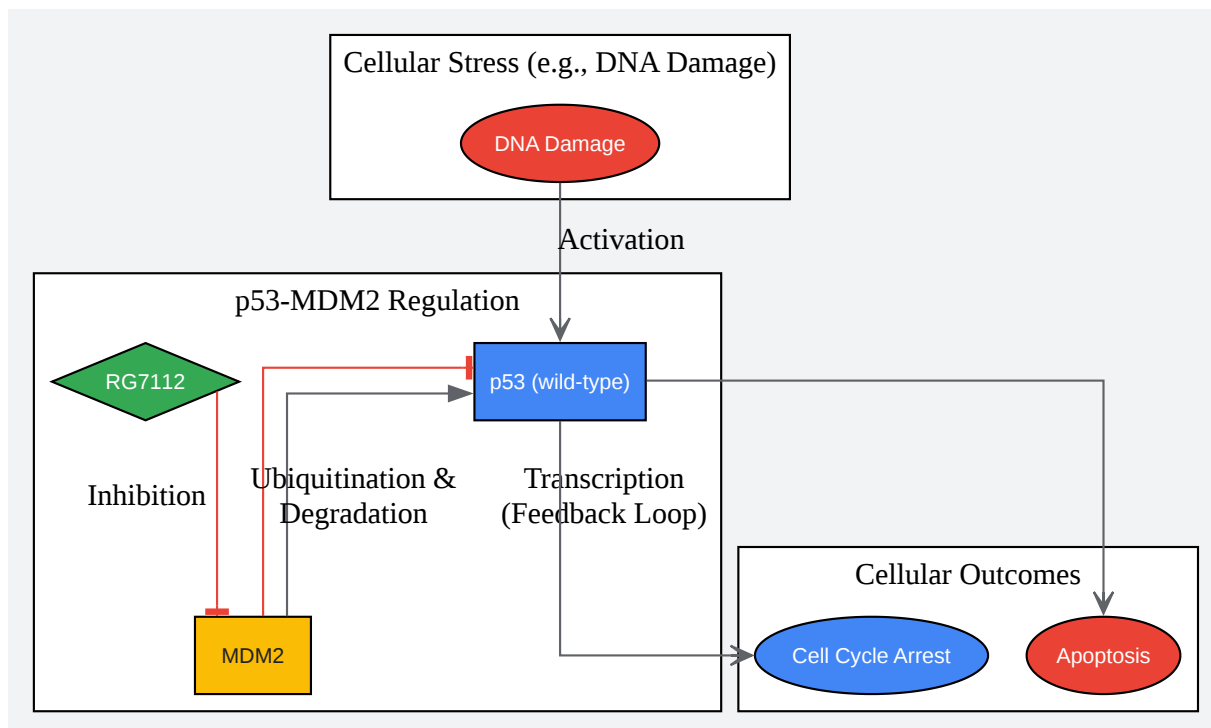 Cellular Stress (e.g., DNA Damage)
DNA Damage
Activation
p53-MDM2 Regulation
RG7112
p53 (wild-type)
Inhibition
Ubiquitination &
Degradation
Transcription
(Feedback Loop)
MDM2
Cellular Outcomes
Cell Cycle Arrest
Apoptosis